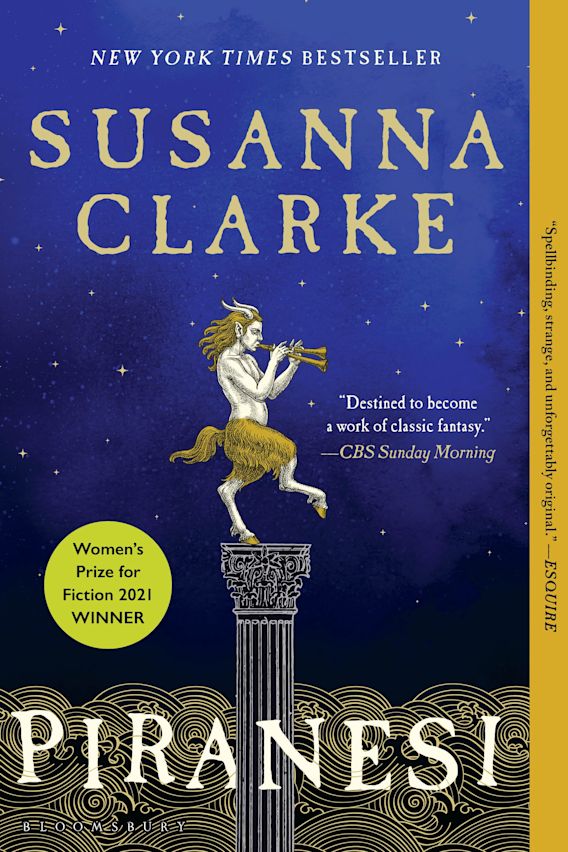 NEW YORK TIMES BESTSELLER
SUSANNA
CLARKE
“Destined to become
a work of classic fantasy.”
—CBS Sunday Morning
Women’s
Prize for
Fiction 2021
WINNER
PIRANESI
BLOOMSBURY
“Spellbinding, strange, and unforgettably original.” —ESQUIRE